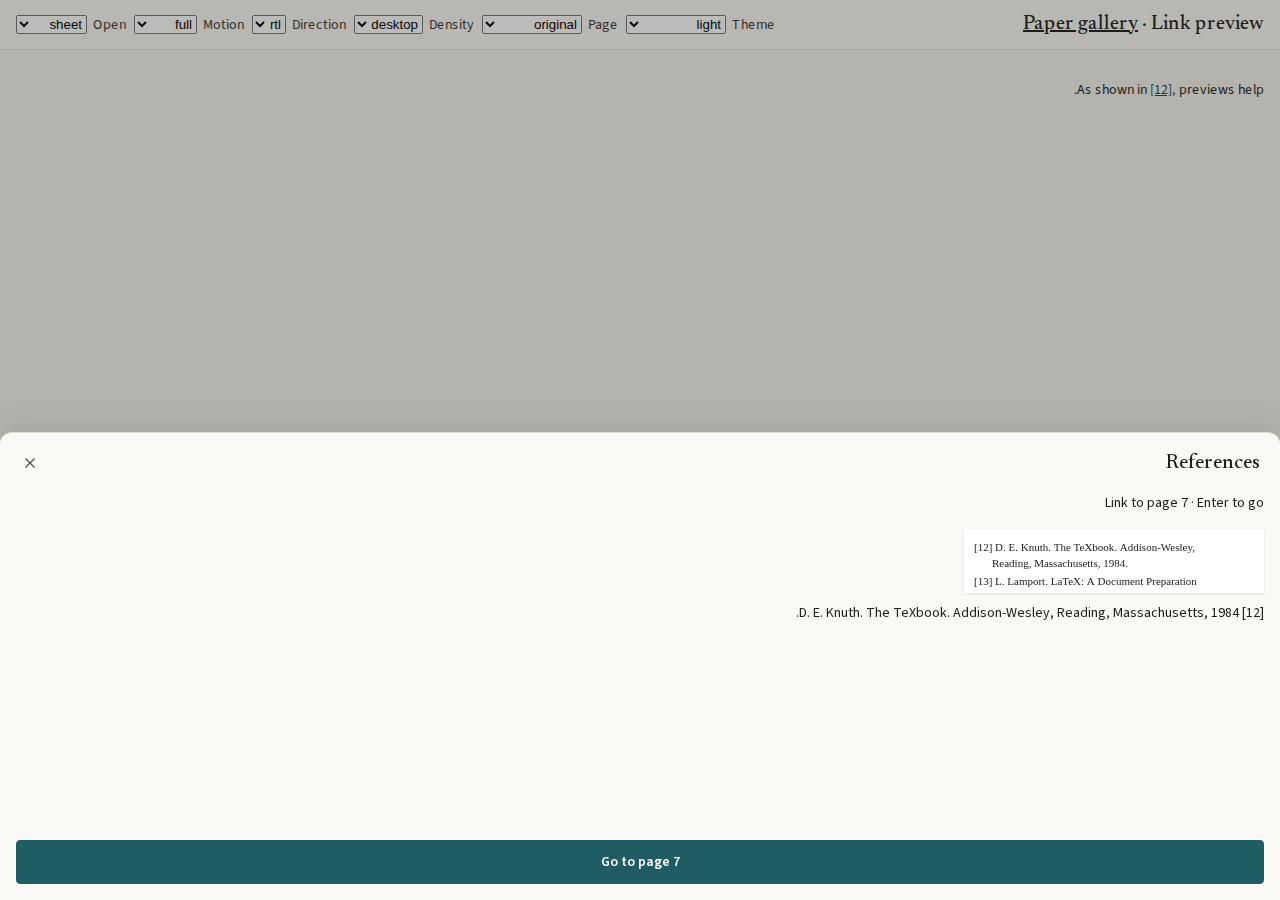 Paper gallery · Link preview
Theme light Page original Density desktop Direction rtl Motion full Open sheet
As shown in [12], previews help.
References ×
Link to page 7 · Enter to go
[12] D. E. Knuth. The TeXbook. Addison-Wesley,
Reading, Massachusetts, 1984.
[13] L. Lamport. LaTeX: A Document Preparation
[12] D. E. Knuth. The TeXbook. Addison-Wesley, Reading, Massachusetts, 1984.
Go to page 7